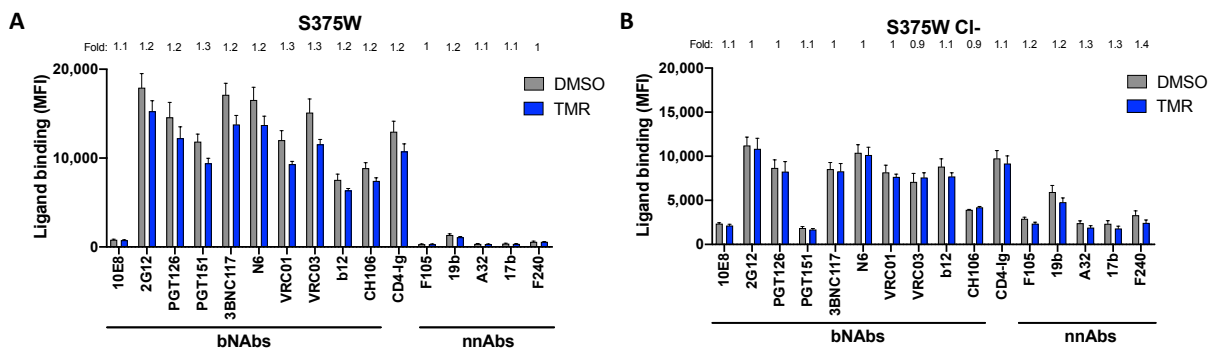 A
S375W
Fold: 1.1 1.2 1.2 1.3 1.2 1.2 1.3 1.3 1.2 1.2 1.2 1 1.2 1.1 1.1 1
Ligand binding (MFI)
20,000
10,000
0
DMSO
TMR
10E8
2G12
PGT126
PGT151
3BNC117
N6
VRC01
VRC03
b12
CH106
CD4-Ig
F105
19b
A32
17b
F240
bNAbs
nnAbs
B
S375W Cl-
Fold: 1.1 1 1 1.1 1 1 1 0.9 1.1 0.9 1.1 1.2 1.2 1.3 1.3 1.4
Ligand binding (MFI)
20,000
15,000
10,000
5,000
0
DMSO
TMR
10E8
2G12
PGT126
PGT151
3BNC117
N6
VRC01
VRC03
b12
CH106
CD4-Ig
F105
19b
A32
17b
F240
bNAbs
nnAbs